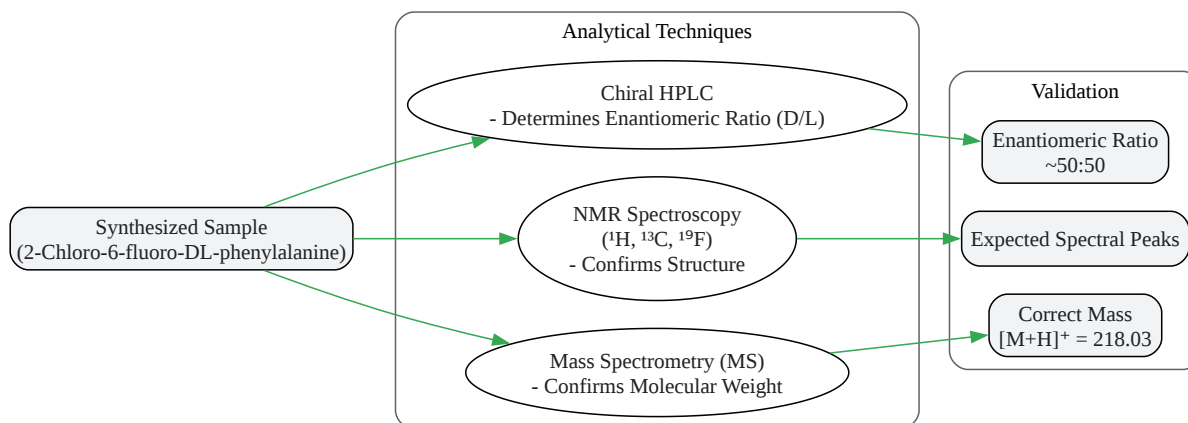 Analytical Techniques
Chiral HPLC
- Determines Enantiomeric Ratio (D/L)
Validation
Enantiomeric Ratio
~50:50
Synthesized Sample
(2-Chloro-6-fluoro-DL-phenylalanine)
NMR Spectroscopy
(¹H, ¹³C, ¹⁹F)
- Confirms Structure
Expected Spectral Peaks
Mass Spectrometry (MS)
- Confirms Molecular Weight
Correct Mass
[M+H]⁺ = 218.03